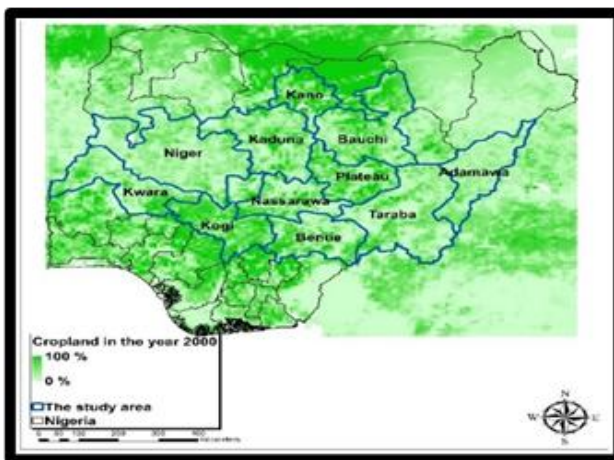 Kano
Kaduna
Bauchi
Niger
Plateau
Adamawa
Kwara
Nassarawa
Taraba
Kogi
Benue
Cropland in the year 2000
100 %
0 %
The study area
Nigeria
N
W
E
S